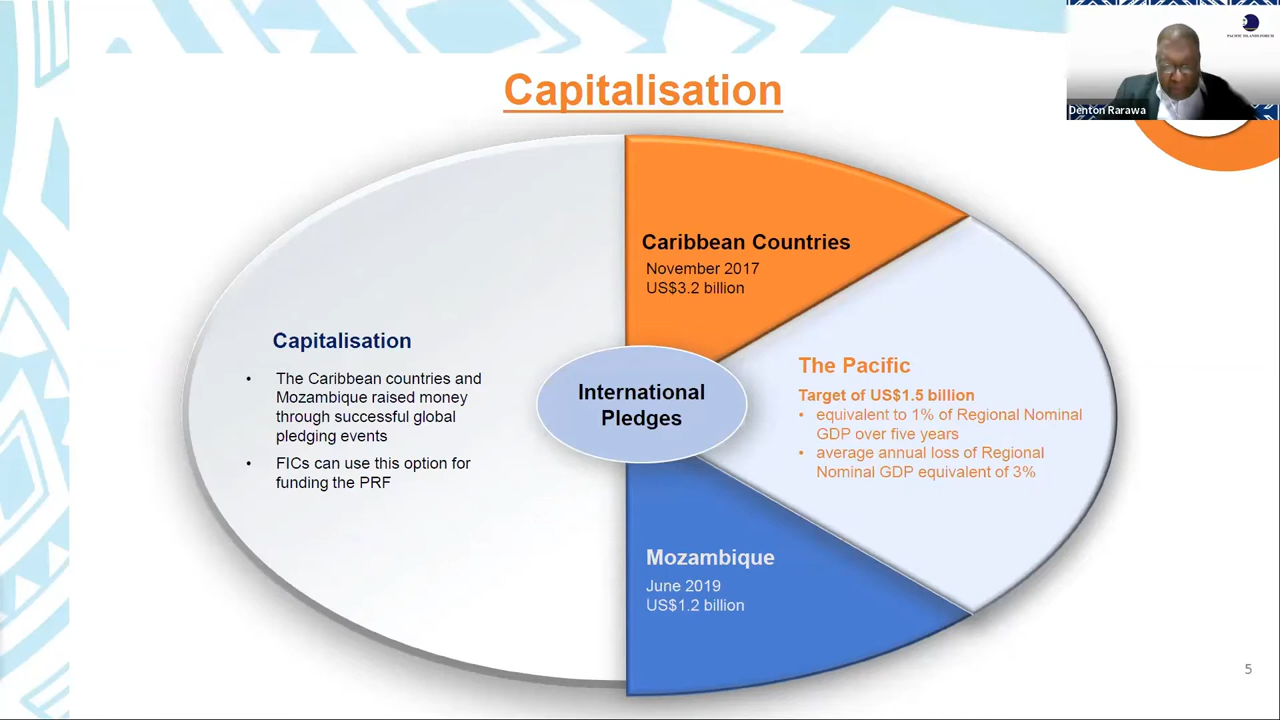 Capitalisation
PACIFIC ISLANDS FORUM
Denton Rarawa
Caribbean Countries
November 2017
US$3.2 billion
Capitalisation
• The Caribbean countries and
Mozambique raised money
through successful global
pledging events
• FICs can use this option for
funding the PRF
International
Pledges
The Pacific
Target of US$1.5 billion
• equivalent to 1% of Regional Nominal
GDP over five years
• average annual loss of Regional
Nominal GDP equivalent of 3%
Mozambique
June 2019
US$1.2 billion
5